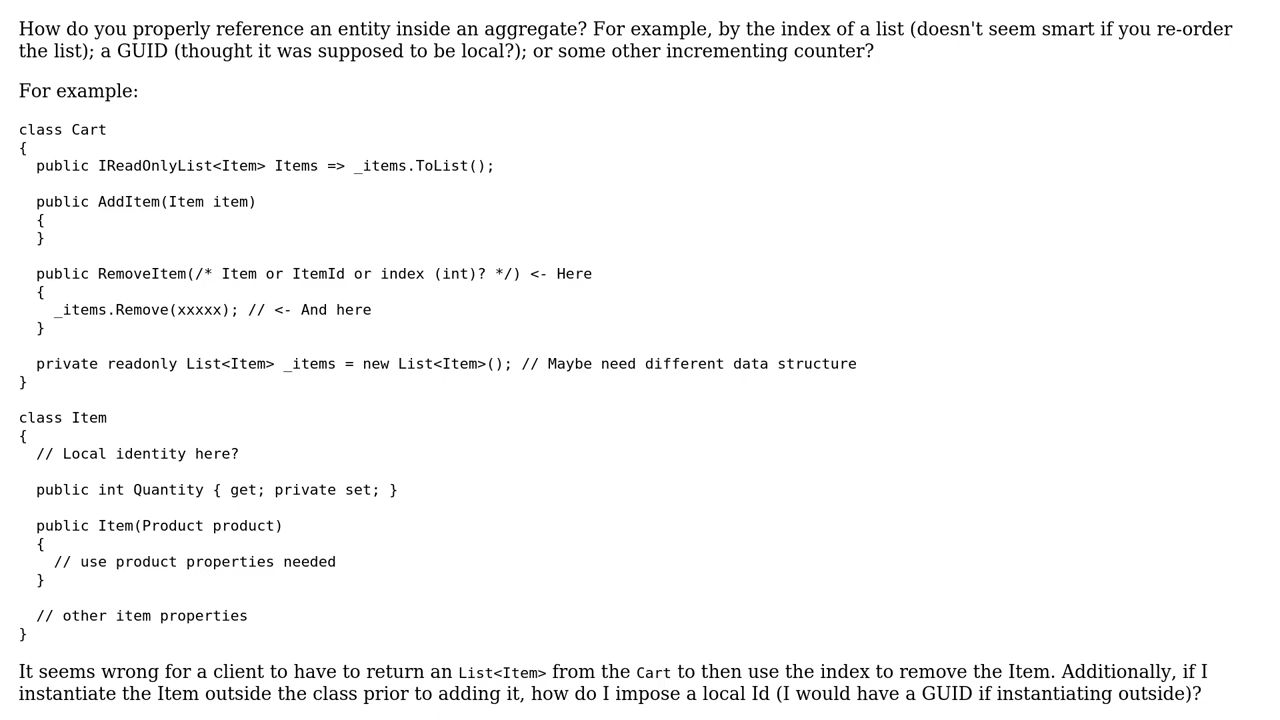 How do you properly reference an entity inside an aggregate? For example, by the index of a list (doesn't seem smart if you re-order
the list); a GUID (thought it was supposed to be local?); or some other incrementing counter?
For example:
class Cart
{
  public IReadOnlyList<Item> Items => _items.ToList();
  public AddItem(Item item)
  {
  }
  public RemoveItem(/* Item or ItemId or index (int)? */) <- Here
  {
    _items.Remove(xxxxx); // <- And here
  }
  private readonly List<Item> _items = new List<Item>(); // Maybe need different data structure
}
class Item
{
  // Local identity here?
  public int Quantity { get; private set; }
  public Item(Product product)
  {
    // use product properties needed
  }
  // other item properties
}
It seems wrong for a client to have to return an List<Item> from the Cart to then use the index to remove the Item. Additionally, if I
instantiate the Item outside the class prior to adding it, how do I impose a local Id (I would have a GUID if instantiating outside)?